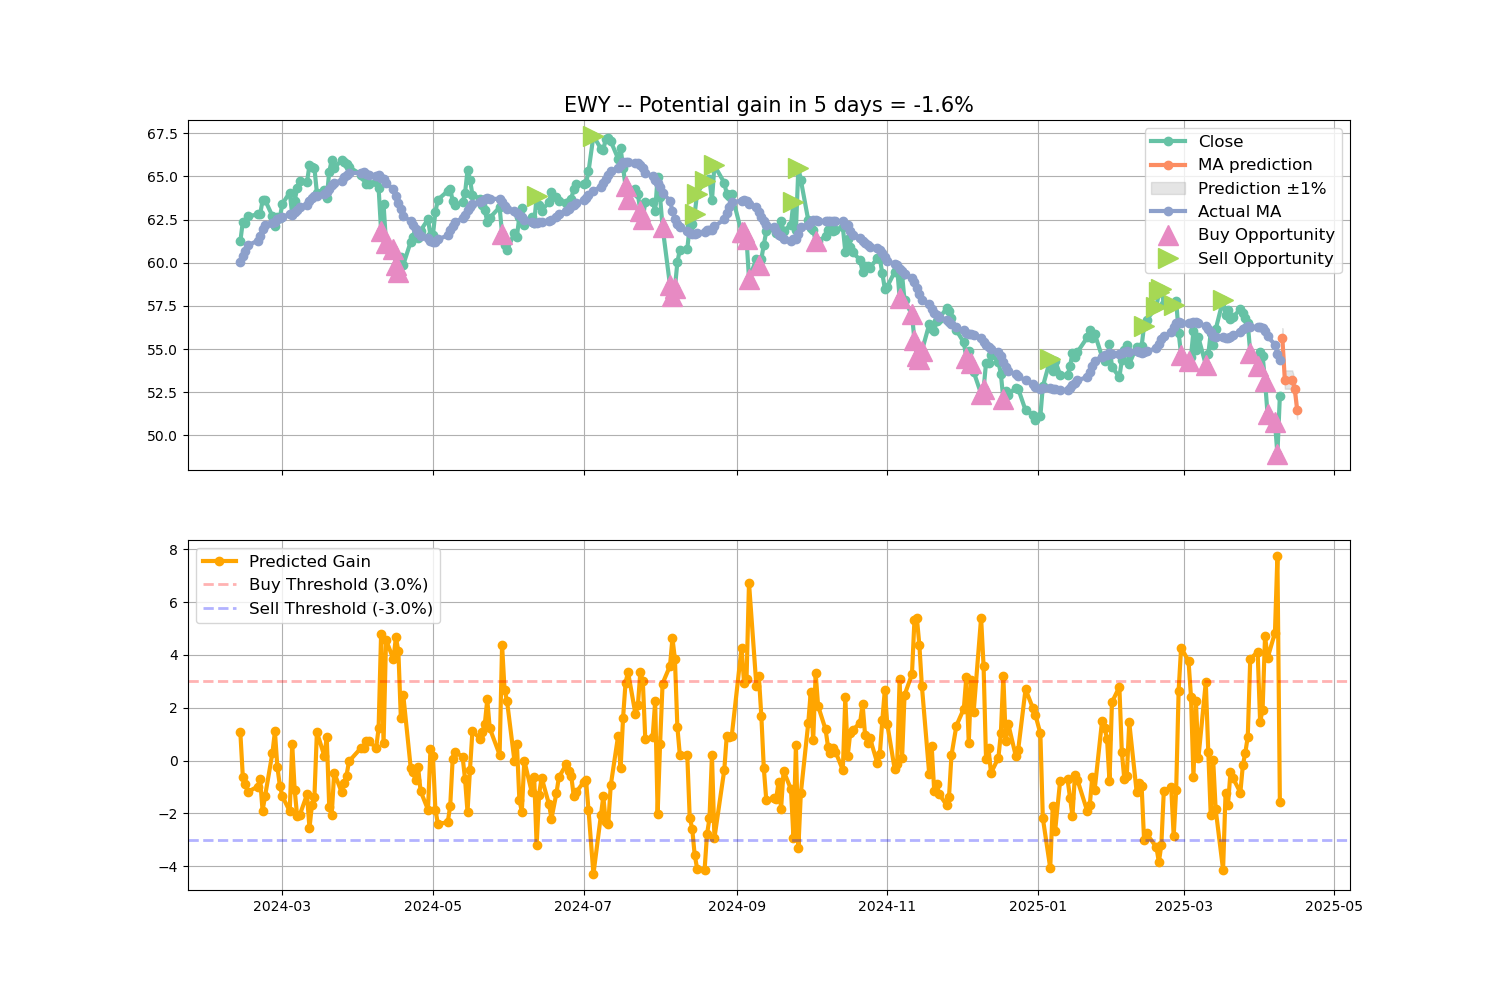 EWY -- Potential gain in 5 days = -1.6%
67.5
65.0
62.5
60.0
57.5
55.0
52.5
50.0
Close
MA prediction
Prediction ±1%
Actual MA
Buy Opportunity
Sell Opportunity
8
6
4
2
0
−2
−4
Predicted Gain
Buy Threshold (3.0%)
Sell Threshold (-3.0%)
2024-03
2024-05
2024-07
2024-09
2024-11
2025-01
2025-03
2025-05